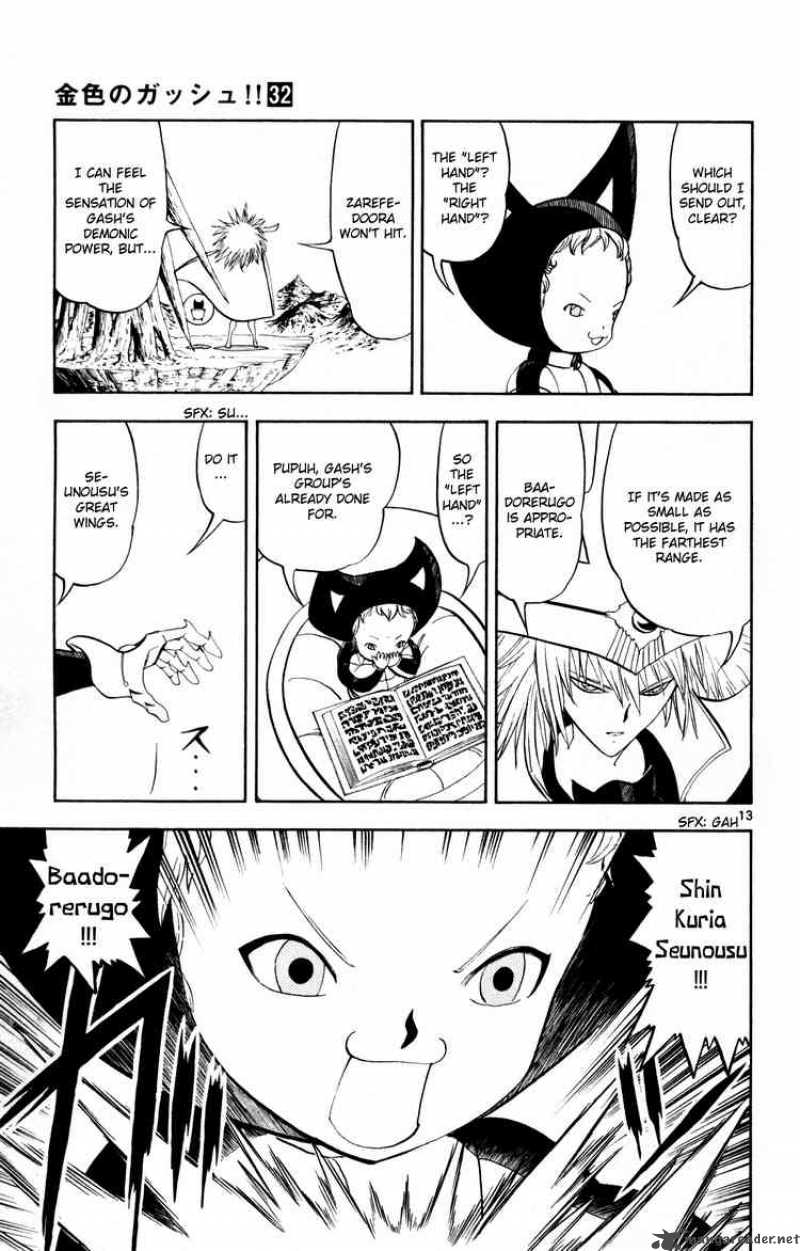 金色のガッシュ!! 32
WHICH
SHOULD I
SEND OUT,
CLEAR?
THE "LEFT
HAND"?
THE
"RIGHT
HAND"?
ZAREFE-
DOORA
WON'T HIT.
I CAN FEEL
THE
SENSATION OF
GASH'S
DEMONIC
POWER, BUT...
IF IT'S MADE AS
SMALL AS
POSSIBLE, IT HAS
THE FARTHEST
RANGE.
BAA-
DORERUGO
IS APPRO-
PRIATE.
SO
THE
"LEFT
HAND"
...?
PUPUH, GASH'S
GROUP'S
ALREADY DONE
FOR.
SFX: SU...
DO IT
...
SE-
UNOUSU'S
GREAT
WINGS.
ス...
SFX: GAH
13
Shin
Kuria
Seunousu
!!!
Baado-
rerugo
!!!
ガッ
mangareader.net